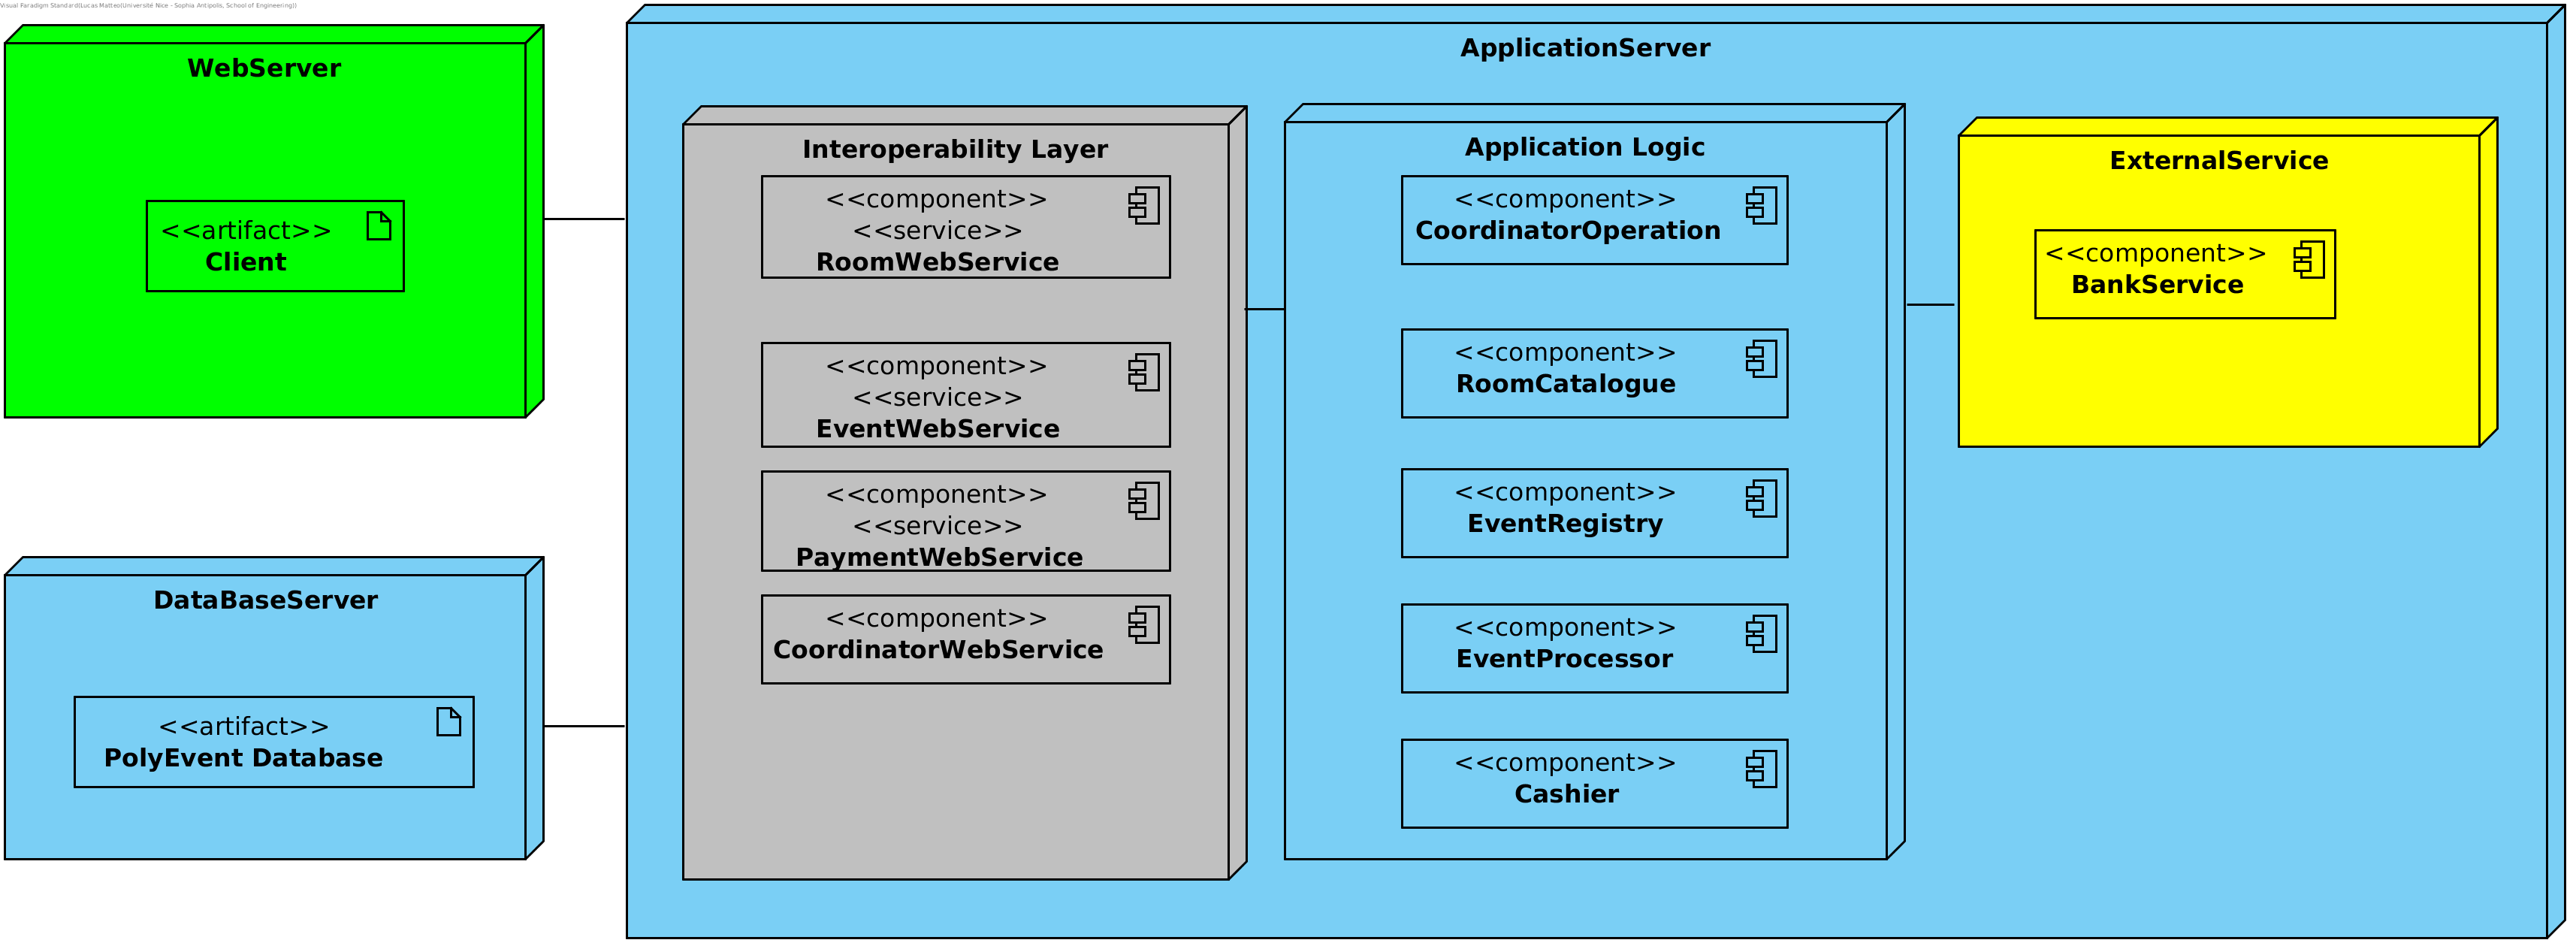 Visual Paradigm Standard(Lucas Matteo(Université Nice - Sophia Antipolis, School of Engineering))
WebServer
<<artifact>>
Client
DataBaseServer
<<artifact>>
PolyEvent Database
ApplicationServer
Interoperability Layer
<<component>>
<<service>>
RoomWebService
<<component>>
<<service>>
EventWebService
<<component>>
<<service>>
PaymentWebService
<<component>>
CoordinatorWebService
Application Logic
<<component>>
CoordinatorOperation
<<component>>
RoomCatalogue
<<component>>
EventRegistry
<<component>>
EventProcessor
<<component>>
Cashier
ExternalService
<<component>>
BankService